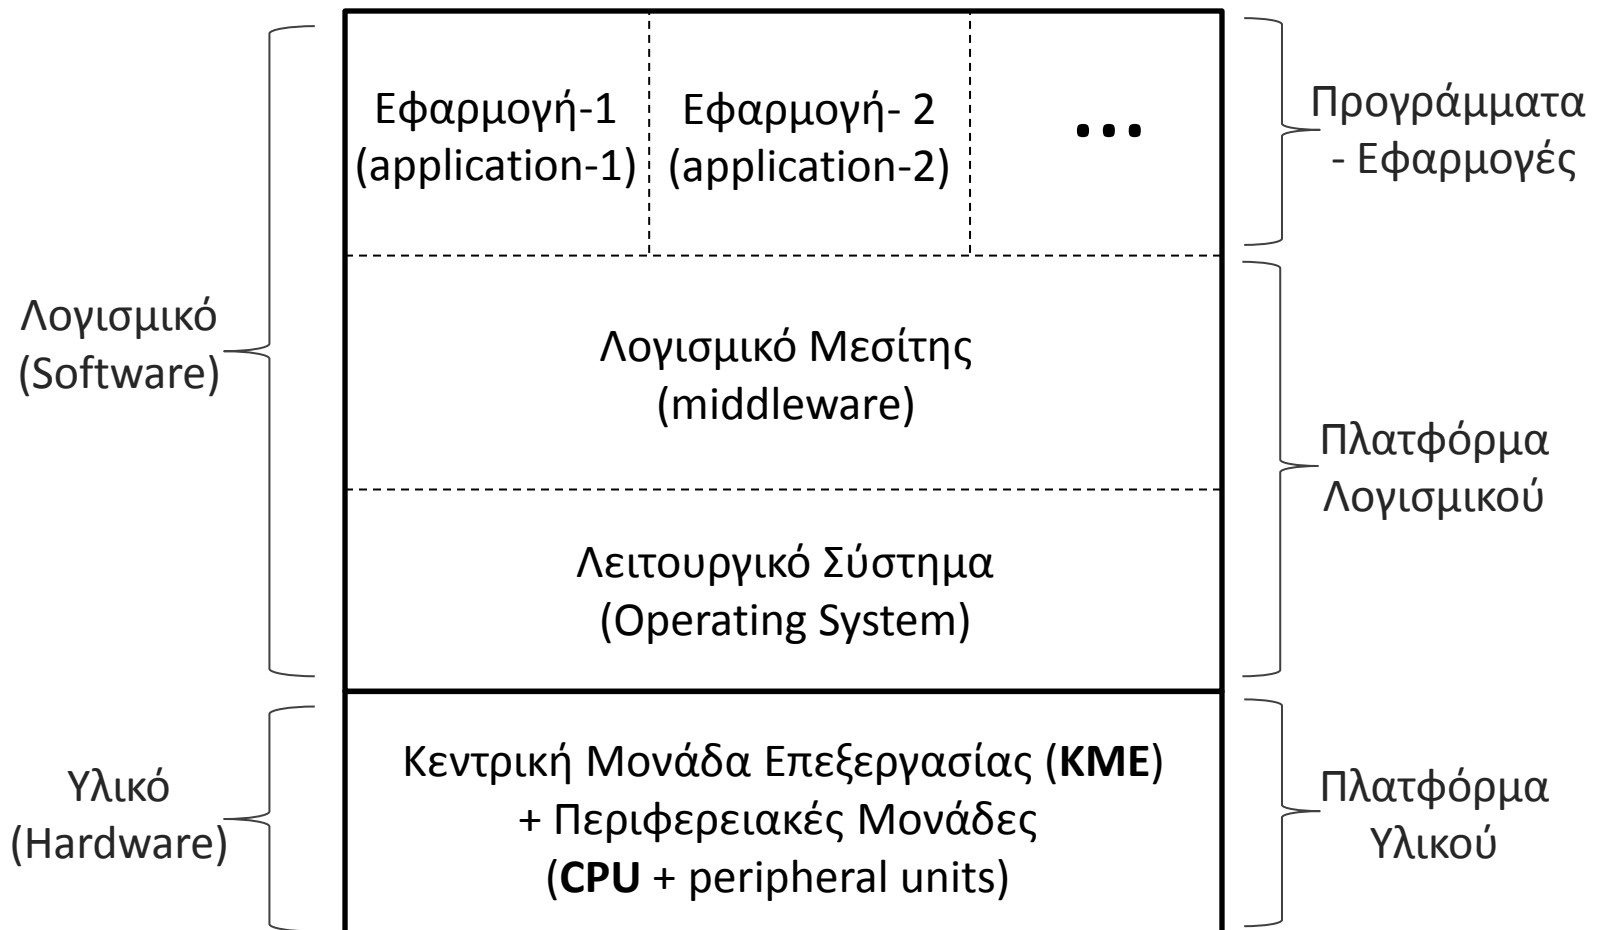 Εφαρμογή-1
(application-1)
Εφαρμογή- 2
(application-2)
...
Προγράμματα
- Εφαρμογές
Λογισμικό
(Software)
Λογισμικό Μεσίτης
(middleware)
Πλατφόρμα
Λογισμικού
Λειτουργικό Σύστημα
(Operating System)
Υλικό
(Hardware)
Κεντρική Μονάδα Επεξεργασίας (ΚΜΕ)
+ Περιφερειακές Μονάδες
(CPU + peripheral units)
Πλατφόρμα
Υλικού